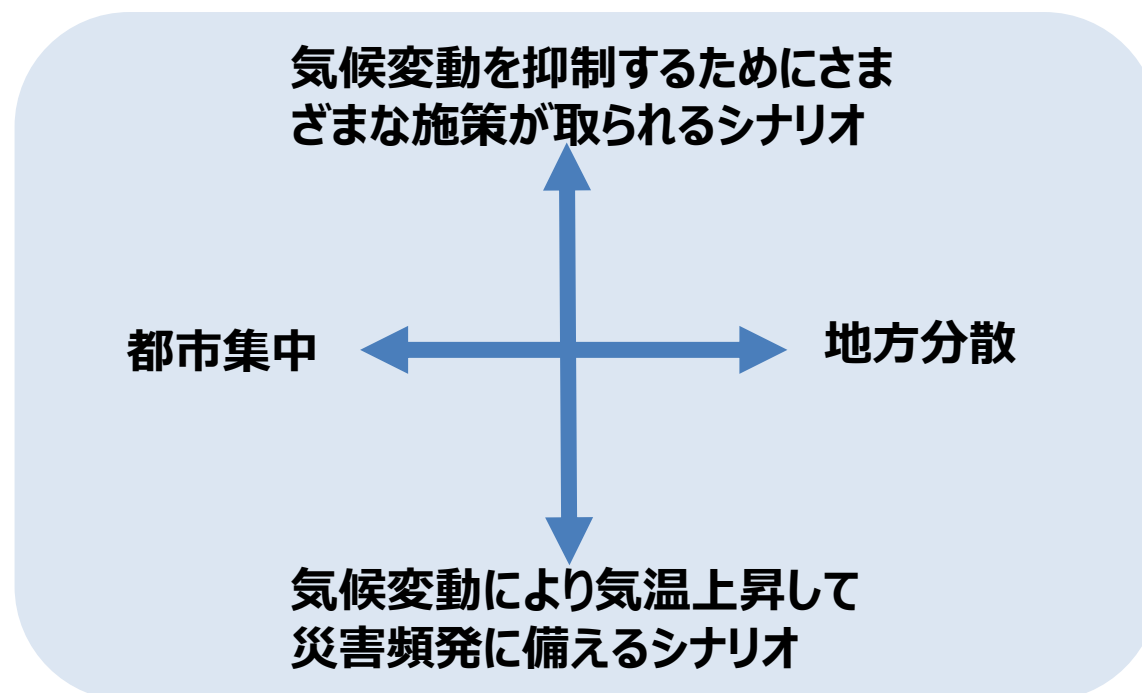 気候変動を抑制するためにさま
ざまな施策が取られるシナリオ
都市集中
地方分散
気候変動により気温上昇して
災害頻発に備えるシナリオ